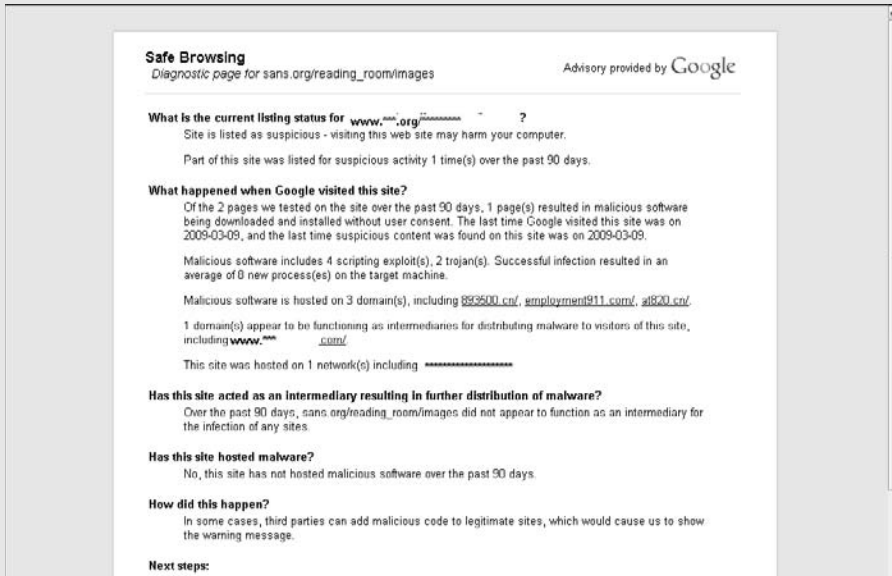 Safe Browsing
Diagnostic page for sans.org/reading_room/images
Advisory provided by Google
What is the current listing status for www. .org/ ?
Site is listed as suspicious - visiting this web site may harm your computer.
Part of this site was listed for suspicious activity 1 time(s) over the past 90 days.
What happened when Google visited this site?
Of the 2 pages we tested on the site over the past 90 days, 1 page(s) resulted in malicious software
being downloaded and installed without user consent. The last time Google visited this site was on
2009-03-09, and the last time suspicious content was found on this site was on 2009-03-09.
Malicious software includes 4 scripting exploit(s), 2 trojan(s). Successful infection resulted in an
average of 8 new process(es) on the target machine.
Malicious software is hosted on 3 domain(s), including 893500.cn/, employment911.com/, at820.cn/.
1 domain(s) appear to be functioning as intermediaries for distributing malware to visitors of this site,
including www. .com/.
This site was hosted on 1 network(s) including
Has this site acted as an intermediary resulting in further distribution of malware?
Over the past 90 days, sans.org/reading_room/images did not appear to function as an intermediary for
the infection of any sites.
Has this site hosted malware?
No, this site has not hosted malicious software over the past 90 days.
How did this happen?
In some cases, third parties can add malicious code to legitimate sites, which would cause us to show
the warning message.
Next steps: